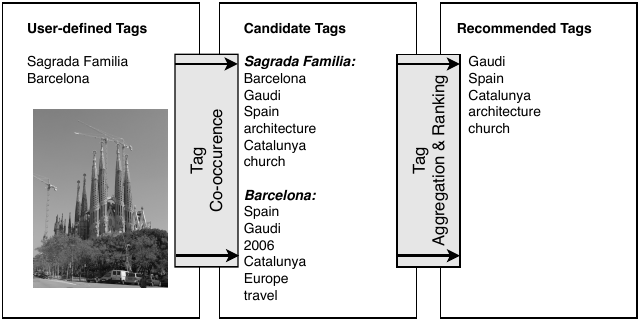 User-defined Tags
Sagrada Familia
Barcelona
Tag
Co-occurence
Candidate Tags
Sagrada Familia:
Barcelona
Gaudi
Spain
architecture
Catalunya
church
Barcelona:
Spain
Gaudi
2006
Catalunya
Europe
travel
Tag
Aggregation & Ranking
Recommended Tags
Gaudi
Spain
Catalunya
architecture
church